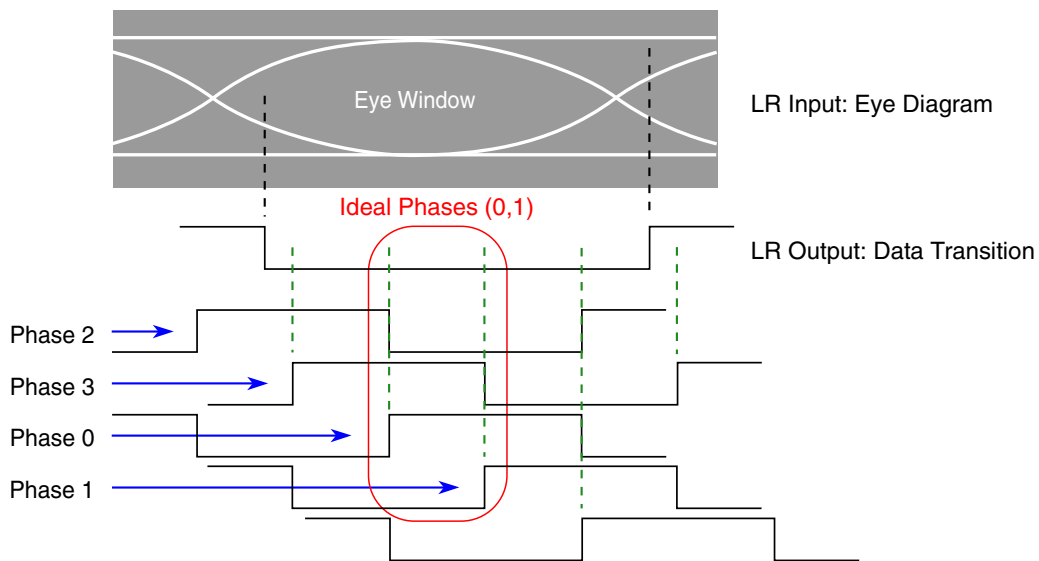 Eye Window
LR Input: Eye Diagram
Ideal Phases (0,1)
LR Output: Data Transition
Phase 2
Phase 3
Phase 0
Phase 1